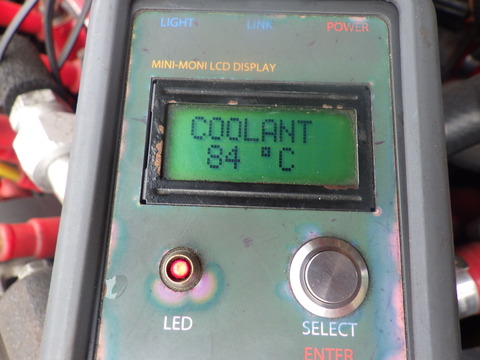 LIGHT LINK POWER
MINI-MONI LCD DISPLAY
COOLANT
84 °C
LED
SELECT
ENTER